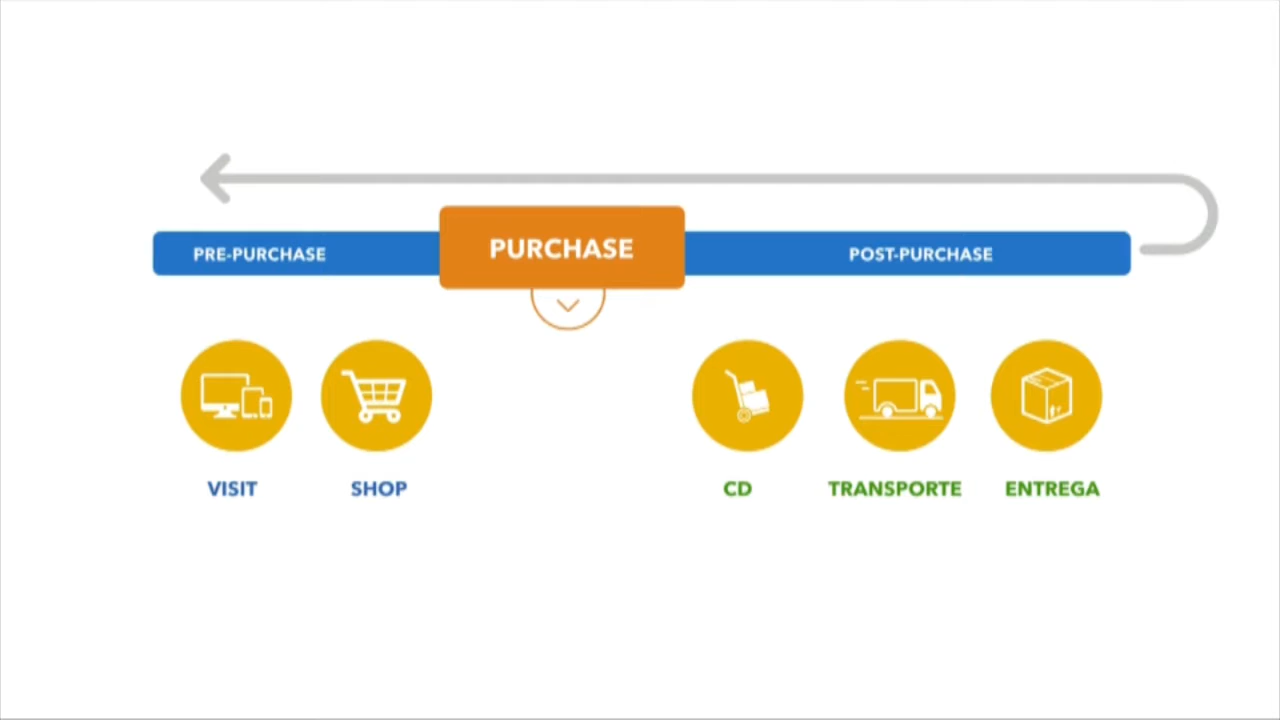 PRE-PURCHASE
PURCHASE
POST-PURCHASE
VISIT
SHOP
CD
TRANSPORTE
ENTREGA